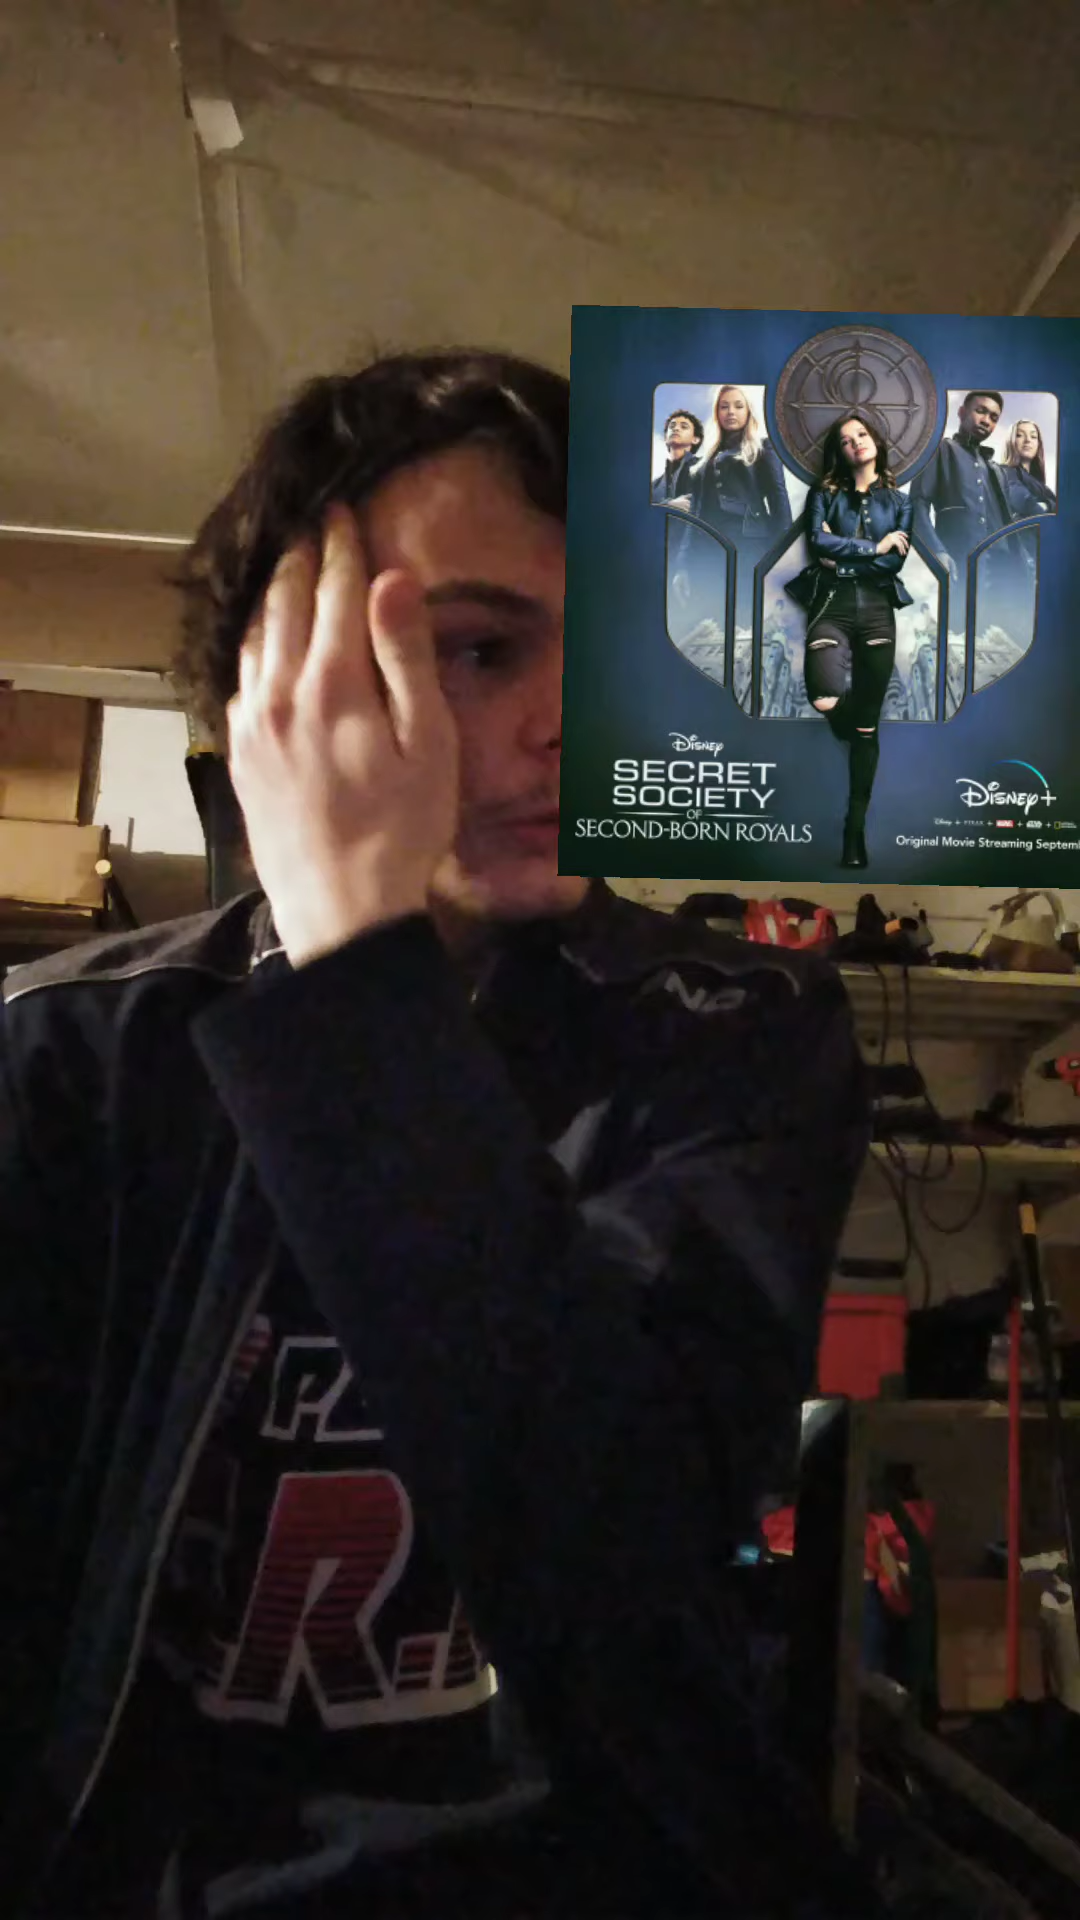 Disney
SECRET
SOCIETY
OF
SECOND-BORN ROYALS
Disney+
Original Movie Streaming Septem
R.